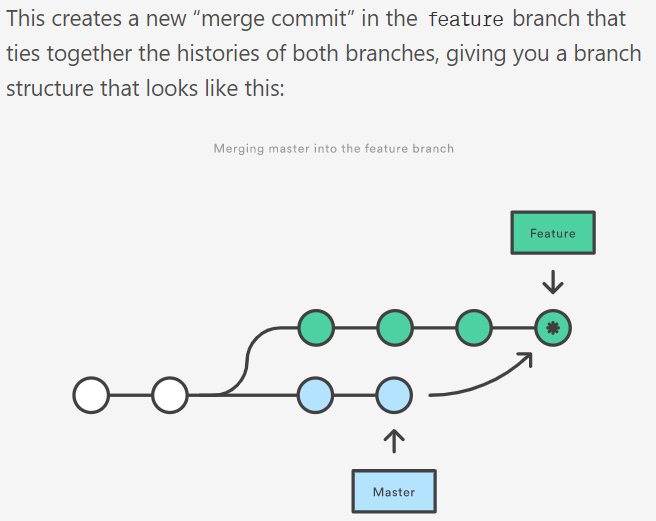 This creates a new “merge commit” in the feature branch that
ties together the histories of both branches, giving you a branch
structure that looks like this:
Merging master into the feature branch
Feature
Master